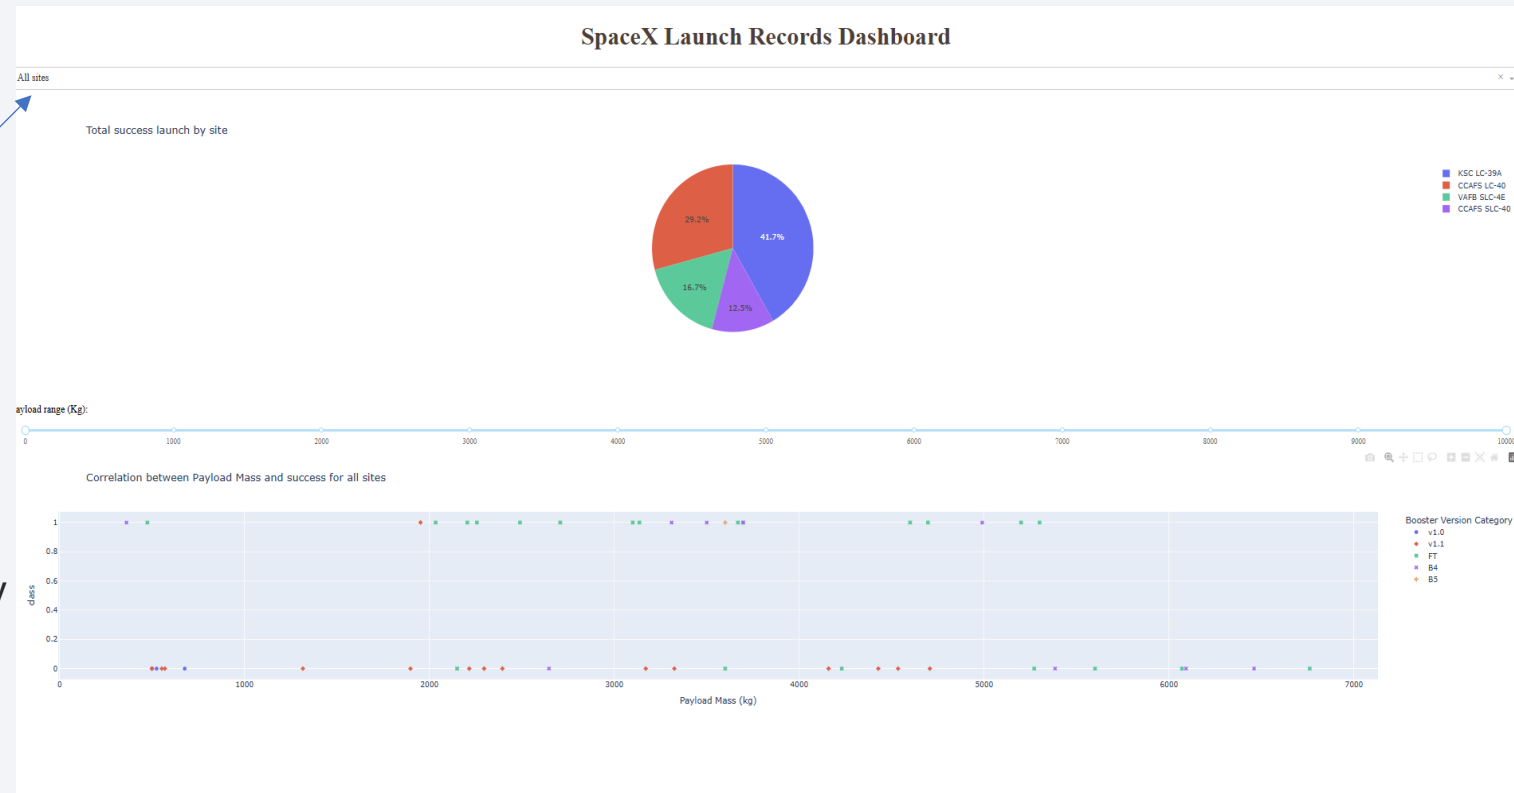 SpaceX Launch Records Dashboard
All sites
×
Total success launch by site
KSC LC-39A
CCAFS LC-40
VAFB SLC-4E
CCAFS SLC-40
29.2%
41.7%
16.7%
12.5%
ayload range (Kg):
0 1000 2000 3000 4000 5000 6000 7000 8000 9000 10000
Correlation between Payload Mass and success for all sites
Booster Version Category
v1.0
v1.1
FT
B4
B5
1
0.8
0.6
class
0.4
0.2
0
0 1000 2000 3000 4000 5000 6000 7000
Payload Mass (kg)
y